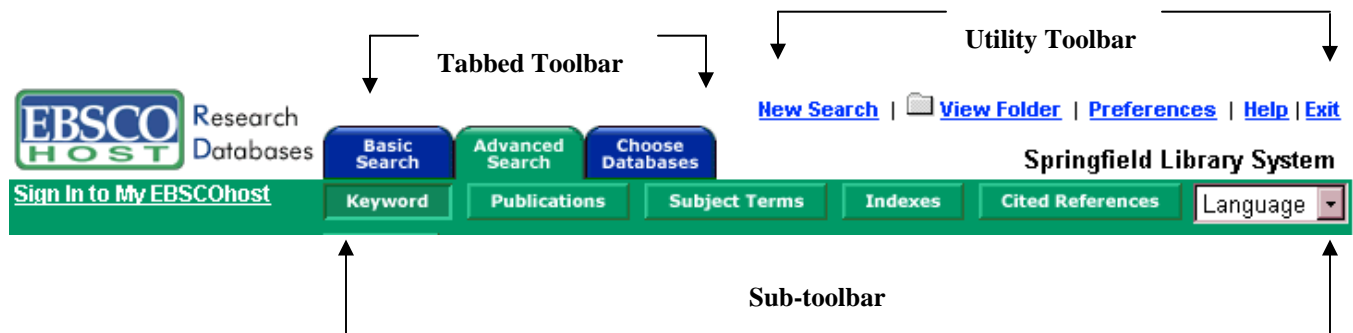 Utility Toolbar
Tabbed Toolbar
EBSCO HOST Research Databases
New Search | View Folder | Preferences | Help | Exit
Basic Search
Advanced Search
Choose Databases
Springfield Library System
Sign In to My EBSCOhost
Keyword Publications Subject Terms Indexes Cited References Language
Sub-toolbar